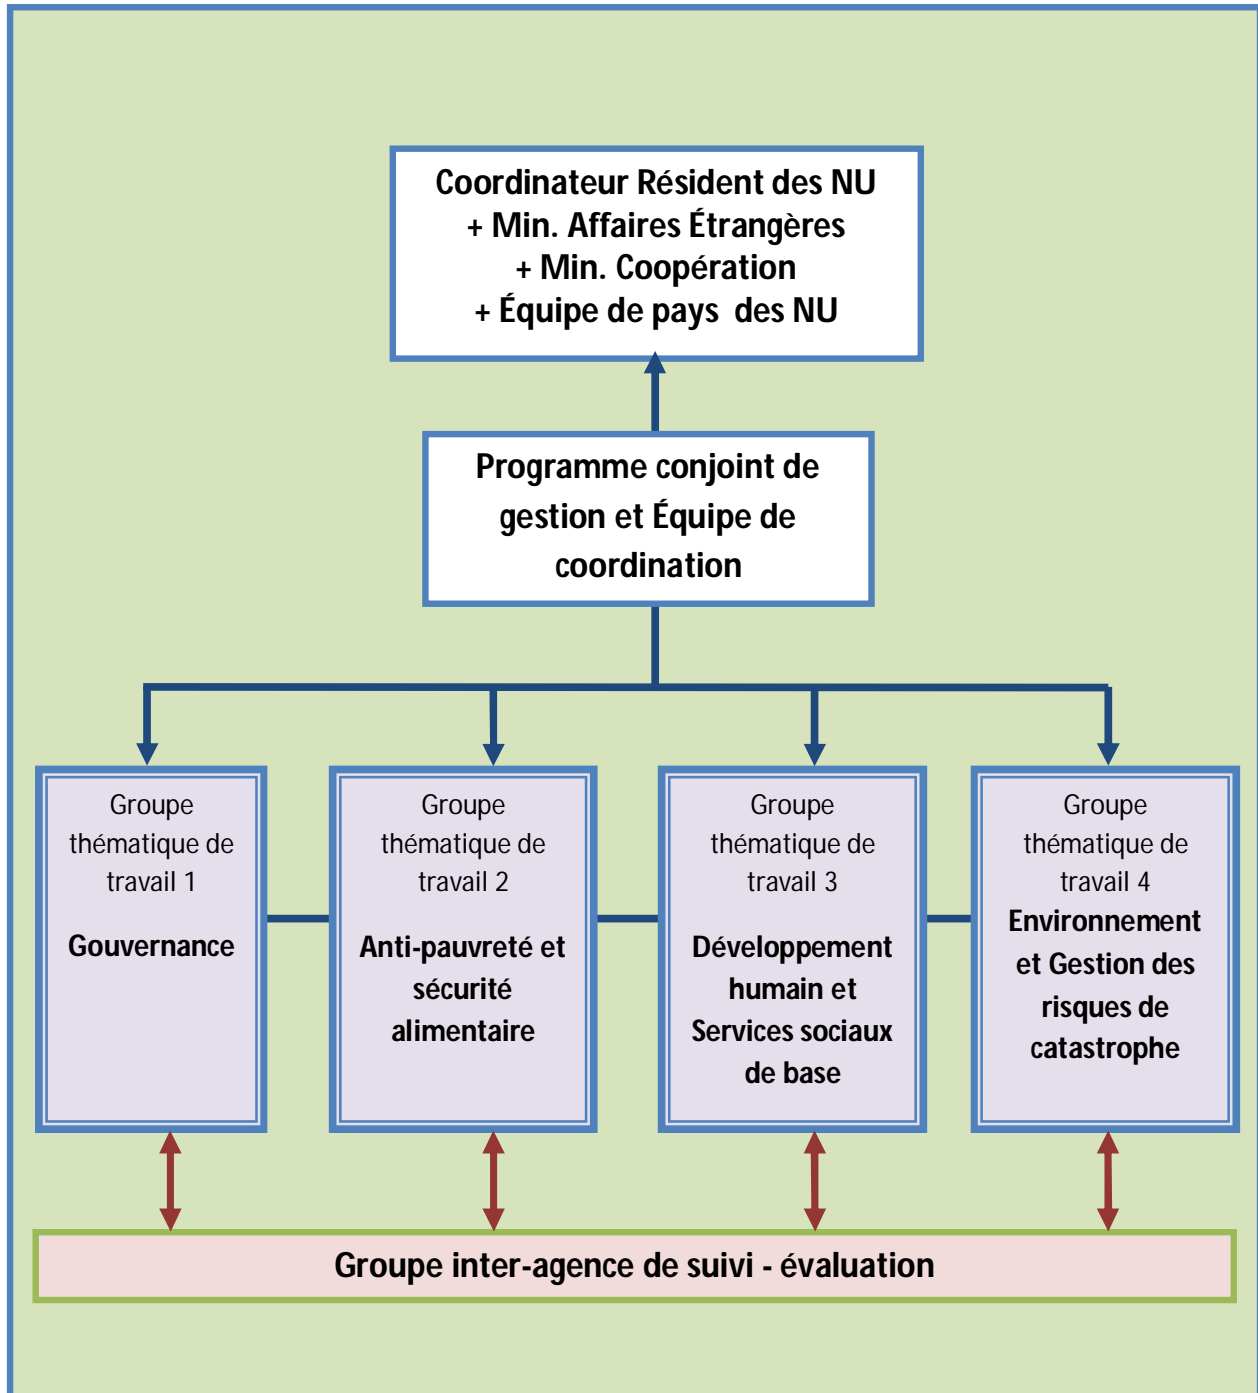 Coordinateur Résident des NU
+ Min. Affaires Étrangères
+ Min. Coopération
+ Équipe de pays des NU
Programme conjoint de
gestion et Équipe de
coordination
Groupe
thématique de
travail 1
Gouvernance
Groupe
thématique de
travail 2
Anti-pauvreté et
sécurité
alimentaire
Groupe
thématique de
travail 3
Développement
humain et
Services sociaux
de base
Groupe
thématique de
travail 4
Environnement
et Gestion des
risques de
catastrophe
Groupe inter-agence de suivi - évaluation